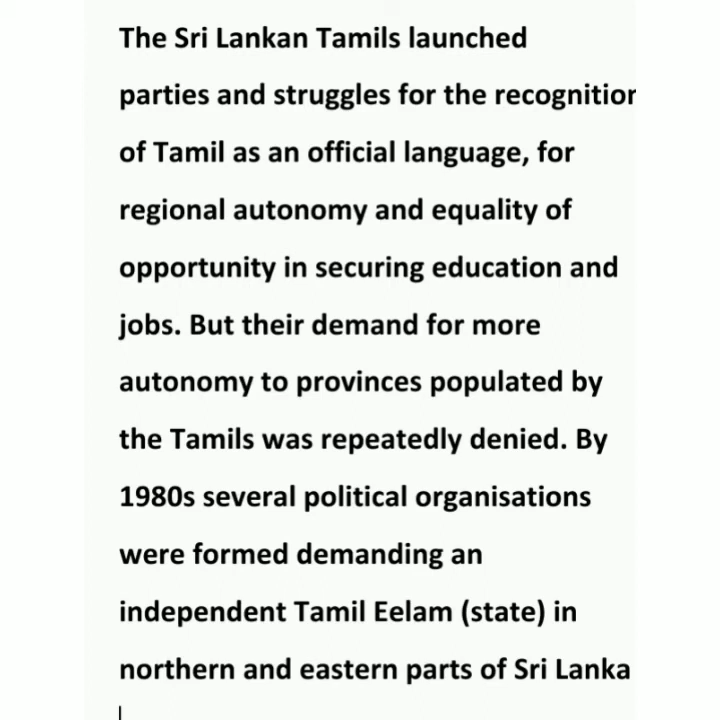 The Sri Lankan Tamils launched
parties and struggles for the recognition
of Tamil as an official language, for
regional autonomy and equality of
opportunity in securing education and
jobs. But their demand for more
autonomy to provinces populated by
the Tamils was repeatedly denied. By
1980s several political organisations
were formed demanding an
independent Tamil Eelam (state) in
northern and eastern parts of Sri Lanka